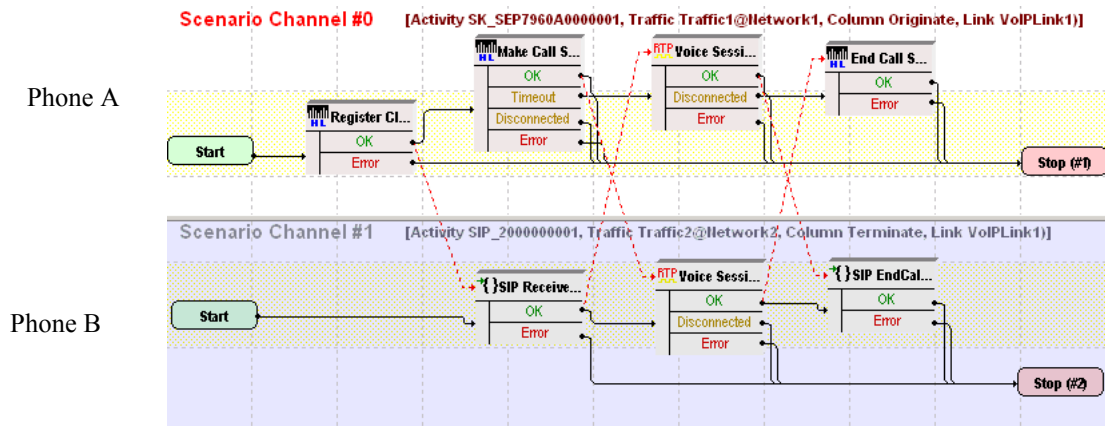 Scenario Channel #0 [Activity SK_SEP7960A0000001, Traffic Traffic1@Network1, Column Originate, Link VoIPLink1)]
Phone A
Start
HL Register Cl...
OK
Error
HL Make Call S...
OK
Timeout
Disconnected
Error
RTP Voice Sessi...
OK
Disconnected
Error
HL End Call S...
OK
Error
Stop (#1)
Scenario Channel #1 [Activity SIP_2000000001, Traffic Traffic2@Network2, Column Terminate, Link VoIPLink1)]
Phone B
Start
{}SIP Receive...
OK
Error
RTP Voice Sessi...
OK
Disconnected
Error
{}SIP EndCal...
OK
Error
Stop (#2)